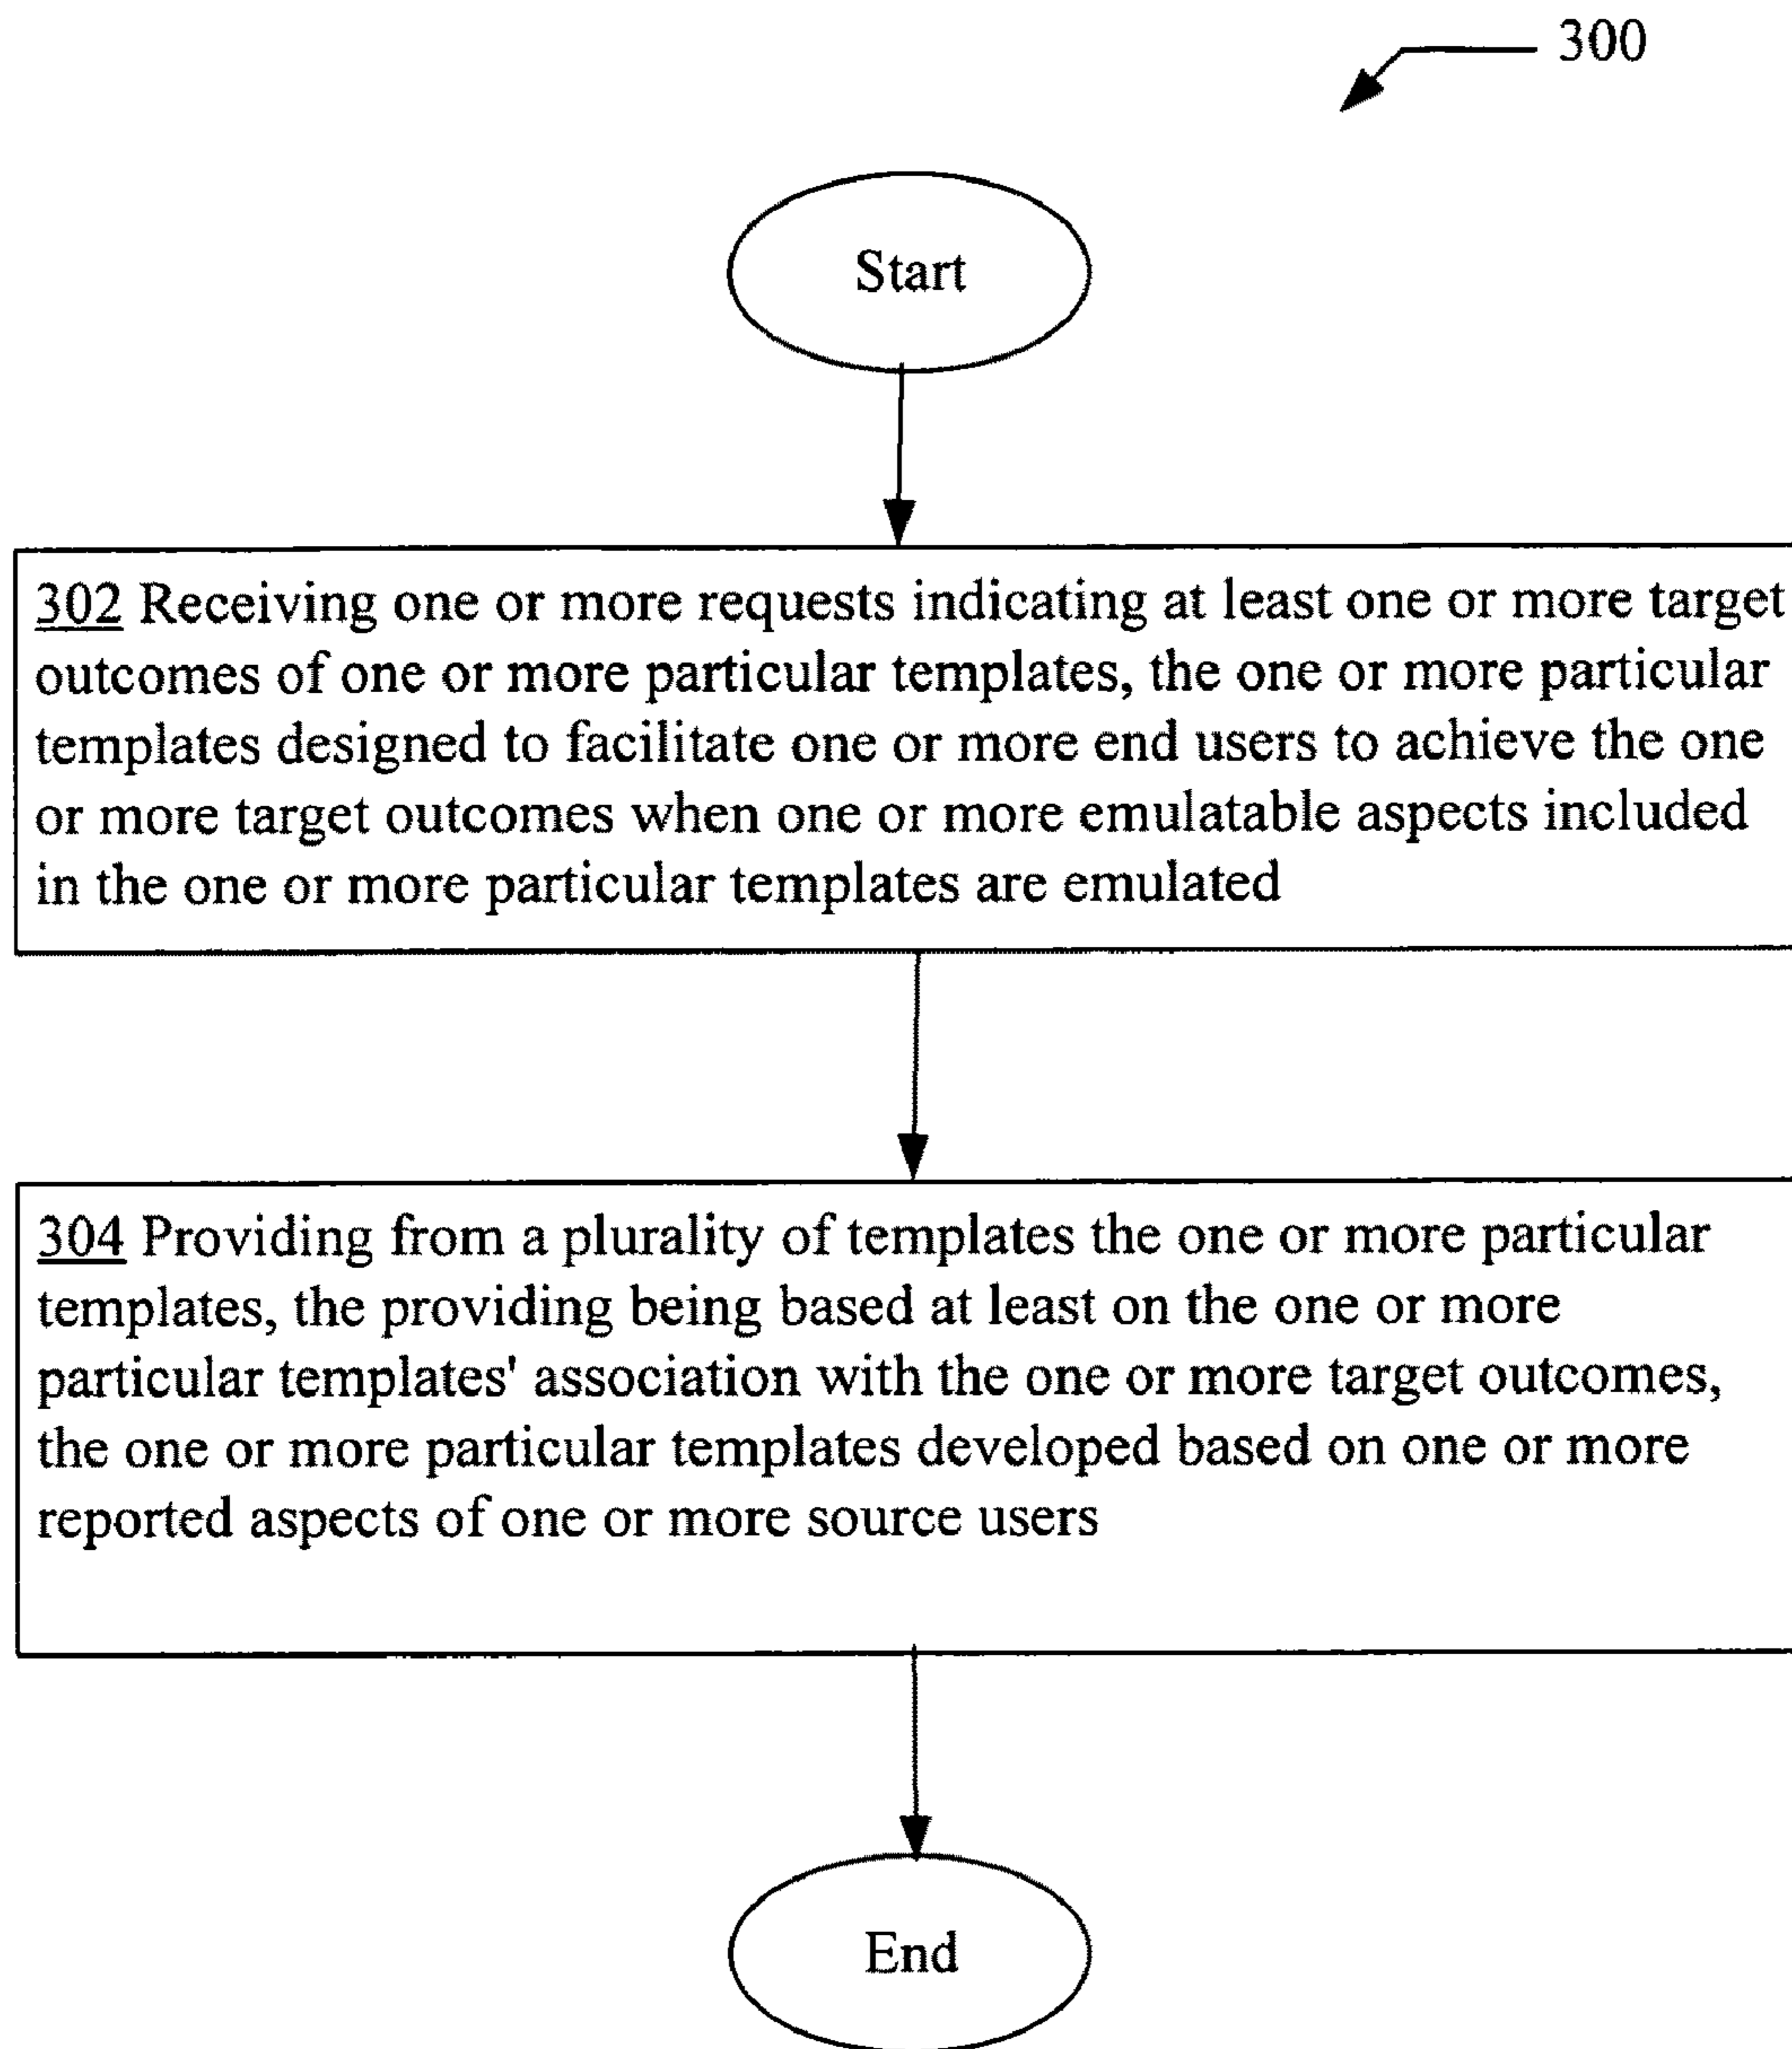 300
Start
302 Receiving one or more requests indicating at least one or more target
outcomes of one or more particular templates, the one or more particular
templates designed to facilitate one or more end users to achieve the one
or more target outcomes when one or more emulatable aspects included
in the one or more particular templates are emulated
304 Providing from a plurality of templates the one or more particular
templates, the providing being based at least on the one or more
particular templates' association with the one or more target outcomes,
the one or more particular templates developed based on one or more
reported aspects of one or more source users
End